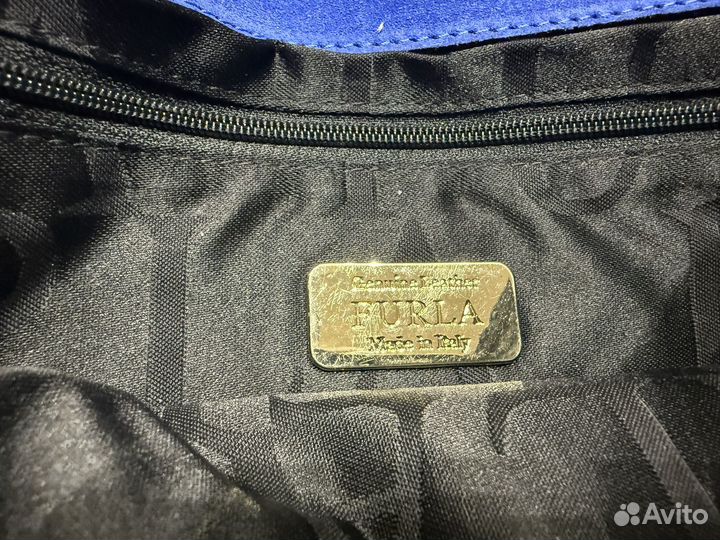 Genuine Leather
FURLA
Made in Italy
Avito